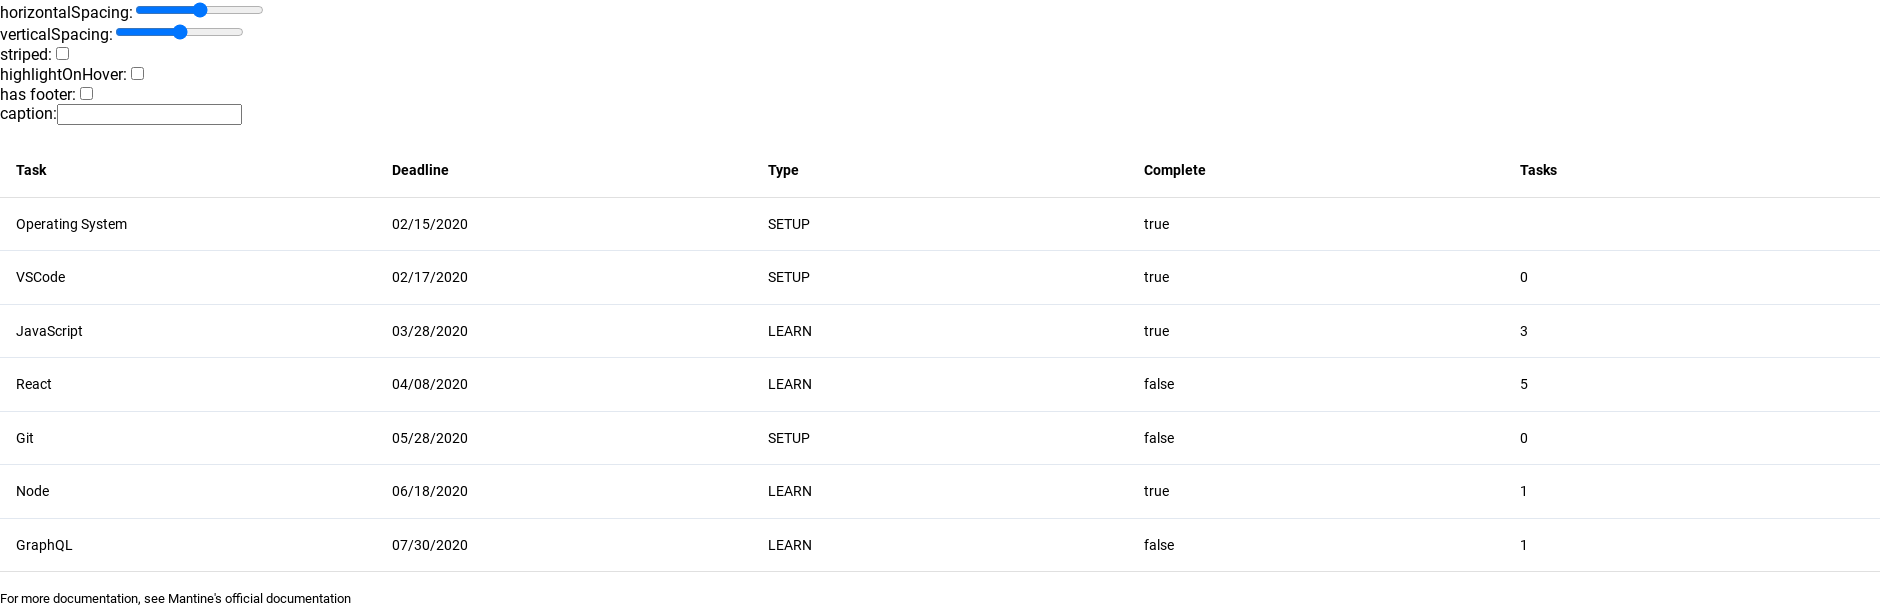 horizontalSpacing:
verticalSpacing:
striped:
highlightOnHover:
has footer:
caption:
Task Deadline Type Complete Tasks
Operating System 02/15/2020 SETUP true
VSCode 02/17/2020 SETUP true 0
JavaScript 03/28/2020 LEARN true 3
React 04/08/2020 LEARN false 5
Git 05/28/2020 SETUP false 0
Node 06/18/2020 LEARN true 1
GraphQL 07/30/2020 LEARN false 1
For more documentation, see Mantine's official documentation